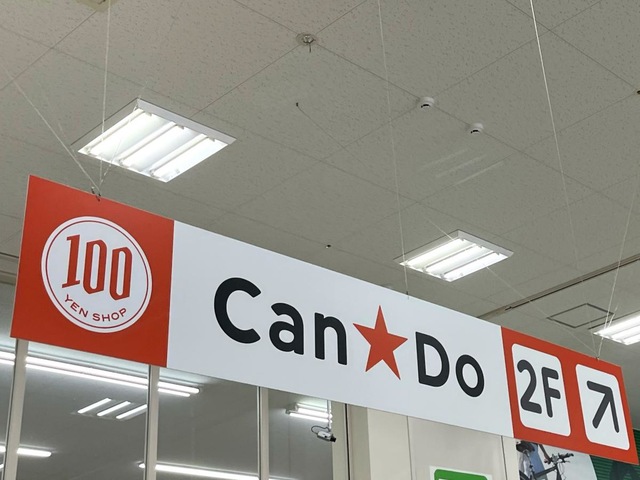 100
YEN SHOP
Can★Do
2F ↗